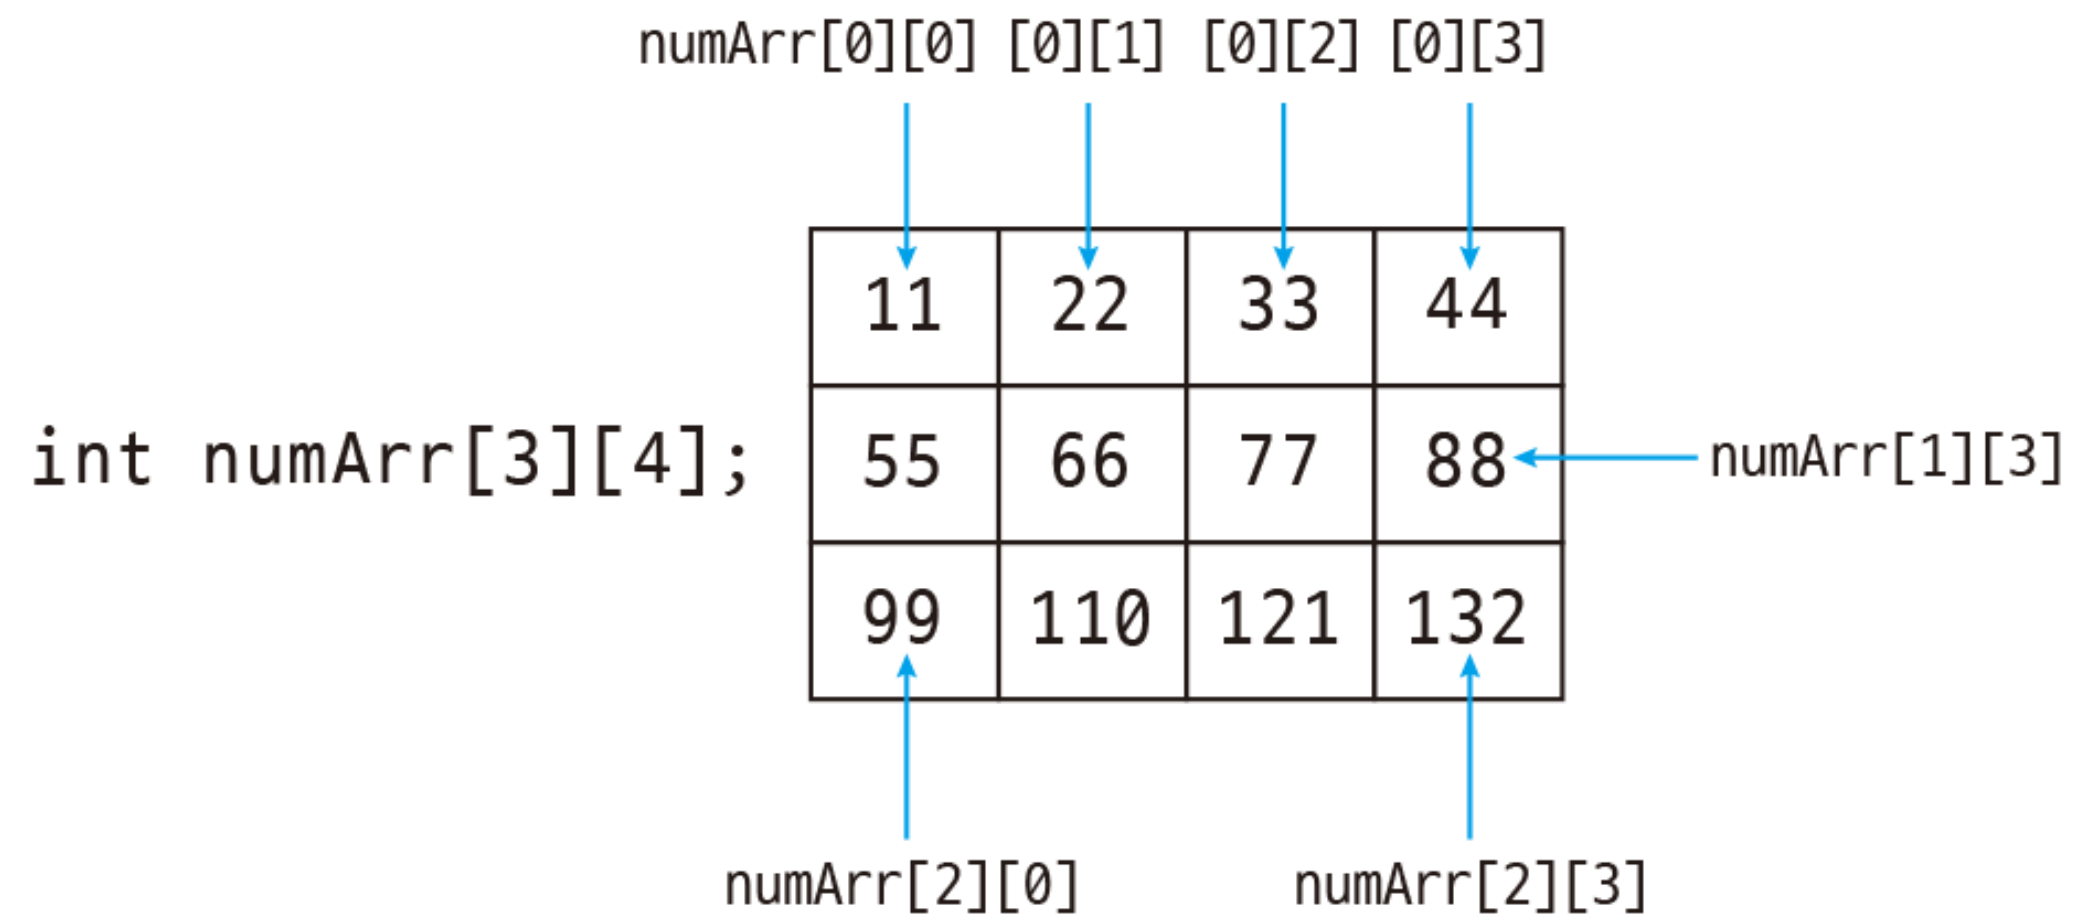 numArr[0][0] [0][1] [0][2] [0][3]
11 22 33 44
int numArr[3][4]; 55 66 77 88 numArr[1][3]
99 110 121 132
numArr[2][0] numArr[2][3]